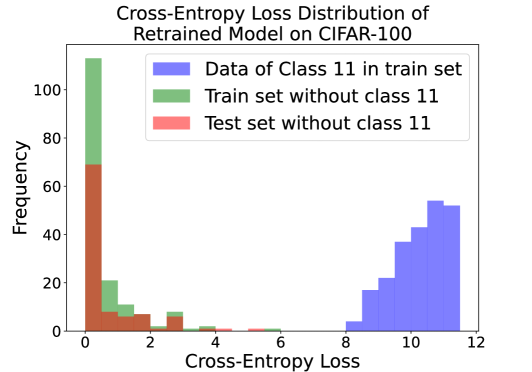 Cross-Entropy Loss Distribution of
Retrained Model on CIFAR-100
Data of Class 11 in train set
Train set without class 11
Test set without class 11
Frequency
100
80
60
40
20
0
0 2 4 6 8 10 12
Cross-Entropy Loss